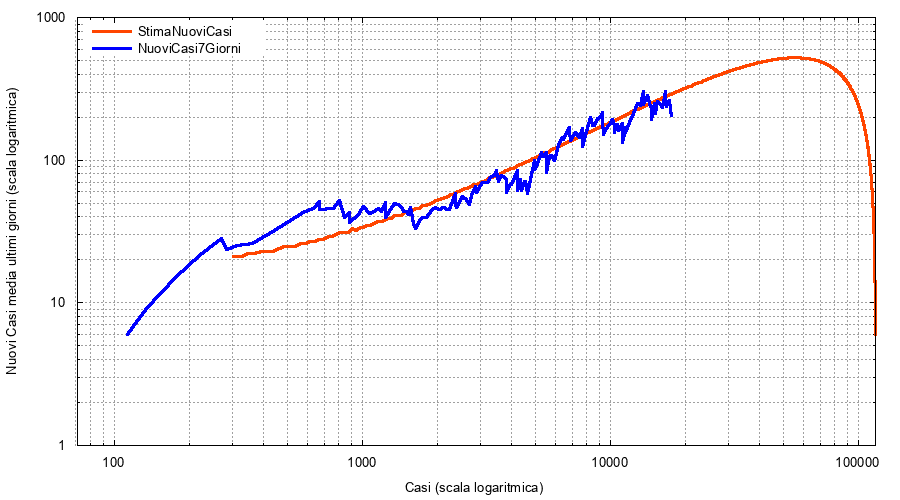 1000
StimaNuoviCasi
NuoviCasi7Giorni
100
10
1
Nuovi Casi media ultimi giorni (scala logaritmica)
100
1000
10000
100000
Casi (scala logaritmica)